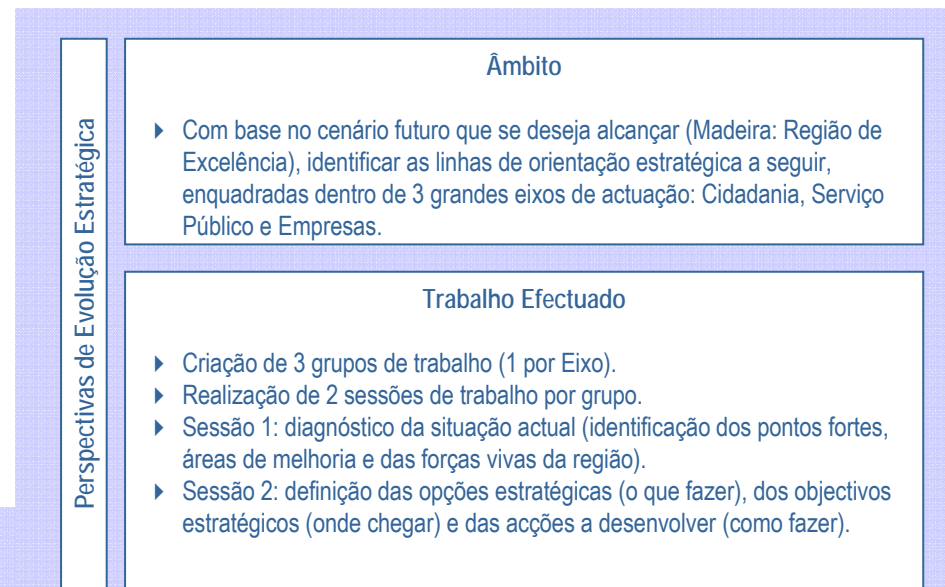 Perspectivas de Evolução Estratégica
Âmbito
Com base no cenário futuro que se deseja alcançar (Madeira: Região de
Excelência), identificar as linhas de orientação estratégica a seguir,
enquadradas dentro de 3 grandes eixos de actuação: Cidadania, Serviço
Público e Empresas.
Trabalho Efectuado
Criação de 3 grupos de trabalho (1 por Eixo).
Realização de 2 sessões de trabalho por grupo.
Sessão 1: diagnóstico da situação actual (identificação dos pontos fortes,
áreas de melhoria e das forças vivas da região).
Sessão 2: definição das opções estratégicas (o que fazer), dos objectivos
estratégicos (onde chegar) e das acções a desenvolver (como fazer).